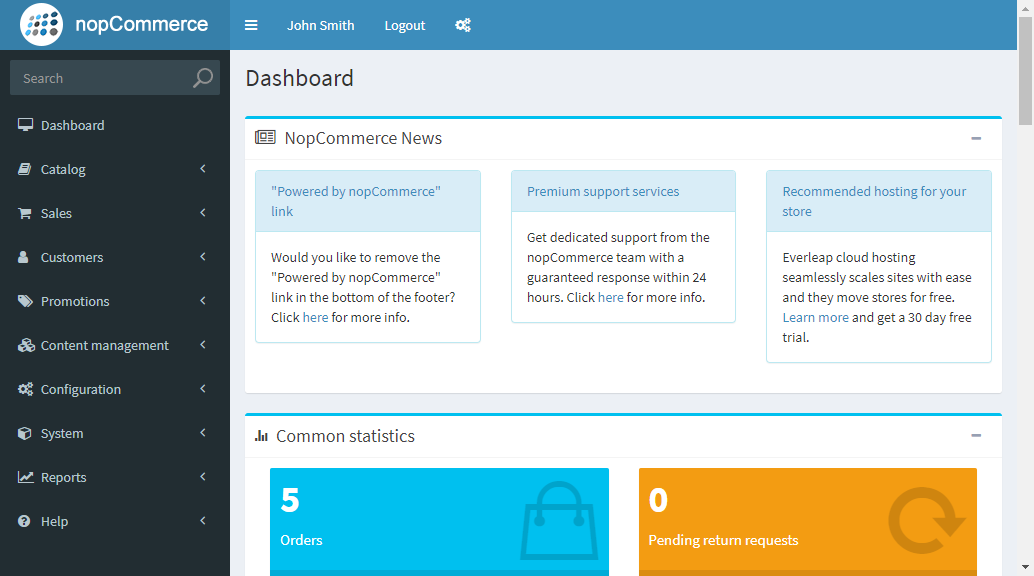 nopCommerce
John Smith
Logout
Search
Dashboard
Catalog
Sales
Customers
Promotions
Content management
Configuration
System
Reports
Help
Dashboard
NopCommerce News
"Powered by nopCommerce"
link
Would you like to remove the
"Powered by nopCommerce"
link in the bottom of the footer?
Click here for more info.
Premium support services
Get dedicated support from the
nopCommerce team with a
guaranteed response within 24
hours. Click here for more info.
Recommended hosting for your
store
Everleap cloud hosting
seamlessly scales sites with ease
and they move stores for free.
Learn more and get a 30 day free
trial.
Common statistics
5
Orders
0
Pending return requests